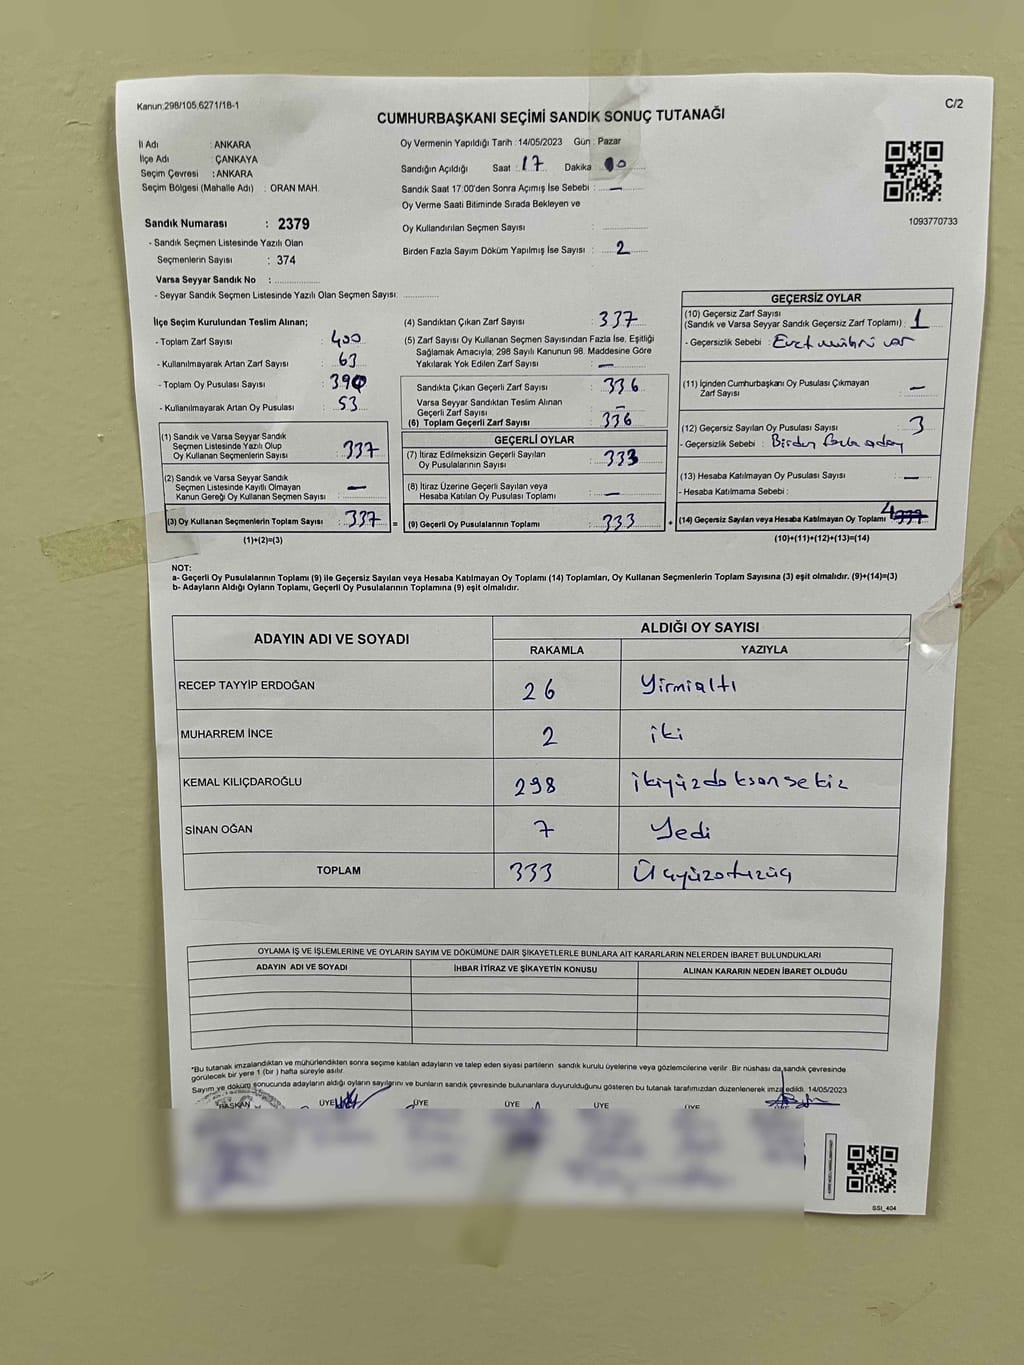 Kanun:298/105,6271/18-1
C/2
CUMHURBAŞKANI SEÇİMİ SANDIK SONUÇ TUTANAĞI
İl Adı : ANKARA
İlçe Adı : ÇANKAYA
Seçim Çevresi : ANKARA
Seçim Bölgesi (Mahalle Adı) : ORAN MAH.
Oy Vermenin Yapıldığı Tarih : 14/05/2023 Gün : Pazar
Sandığın Açıldığı Saat : 17 Dakika
Sandık Saat 17:00'den Sonra Açımış İse Sebebi : —
Oy Verme Saati Bitiminde Sırada Bekleyen ve
Oy Kullandırılan Seçmen Sayısı :
Birden Fazla Sayım Döküm Yapılmış İse Sayısı : 2
1093770733
Sandık Numarası : 2379
- Sandık Seçmen Listesinde Yazılı Olan
Seçmenlerin Sayısı : 374
Varsa Seyyar Sandık No :
- Seyyar Sandık Seçmen Listesinde Yazılı Olan Seçmen Sayısı:
İlçe Seçim Kurulundan Teslim Alınan;
- Toplam Zarf Sayısı : 400
- Kullanılmayarak Artan Zarf Sayısı : 63
- Toplam Oy Pusulası Sayısı : 390
- Kullanılmayarak Artan Oy Pusulası : 53
(1) Sandık ve Varsa Seyyar Sandık
Seçmen Listesinde Yazılı Olup
Oy Kullanan Seçmenlerin Sayısı : 337
(2) Sandık ve Varsa Seyyar Sandık
Seçmen Listesinde Kayıtlı Olmayan
Kanun Gereği Oy Kullanan Seçmen Sayısı : —
(3) Oy Kullanan Seçmenlerin Toplam Sayısı : 337 =
(1)+(2)=(3)
(4) Sandıktan Çıkan Zarf Sayısı : 337
(5) Zarf Sayısı Oy Kullanan Seçmen Sayısından Fazla İse, Eşitliği
Sağlamak Amacıyla, 298 Sayılı Kanunun 98. Maddesine Göre
Yakılarak Yok Edilen Zarf Sayısı : —
Sandıkta Çıkan Geçerli Zarf Sayısı : 336
Varsa Seyyar Sandıktan Teslim Alınan
Geçerli Zarf Sayısı : —
(6) Toplam Geçerli Zarf Sayısı : 336
GEÇERLİ OYLAR
(7) İtiraz Edilmeksizin Geçerli Sayılan
Oy Pusulalarının Sayısı : 333
(8) İtiraz Üzerine Geçerli Sayılan veya
Hesaba Katılan Oy Pusulası Toplamı : —
(9) Geçerli Oy Pusulalarının Toplamı : 333 +
GEÇERSİZ OYLAR
(10) Geçersiz Zarf Sayısı
(Sandık ve Varsa Seyyar Sandık Geçersiz Zarf Toplamı) : 1
- Geçersizlik Sebebi : Evet mührü var
(11) İçinden Cumhurbaşkanı Oy Pusulası Çıkmayan
Zarf Sayısı : —
(12) Geçersiz Sayılan Oy Pusulası Sayısı : 3
- Geçersizlik Sebebi : Birden fazla aday
(13) Hesaba Katılmayan Oy Pusulası Sayısı : —
- Hesaba Katılmama Sebebi :
(14) Geçersiz Sayılan veya Hesaba Katılmayan Oy Toplamı 4
(10)+(11)+(12)+(13)=(14)
NOT:
a- Geçerli Oy Pusulalarının Toplamı (9) ile Geçersiz Sayılan veya Hesaba Katılmayan Oy Toplamı (14) Toplamları, Oy Kullanan Seçmenlerin Toplam Sayısına (3) eşit olmalıdır. (9)+(14)=(3)
b- Adayların Aldığı Oyların Toplamı, Geçerli Oy Pusulalarının Toplamına (9) eşit olmalıdır.
ADAYIN ADI VE SOYADI ALDIĞI OY SAYISI
RAKAMLA YAZIYLA
RECEP TAYYİP ERDOĞAN 26 Yirmialtı
MUHARREM İNCE 2 iki
KEMAL KILIÇDAROĞLU 298 ikiyüzdoksansekiz
SİNAN OĞAN 7 Yedi
TOPLAM 333 Üçyüzotuzüç
OYLAMA İŞ VE İŞLEMLERİNE VE OYLARIN SAYIM VE DÖKÜMÜNE DAİR ŞİKAYETLERLE BUNLARA AİT KARARLARIN NELERDEN İBARET BULUNDUKLARI
ADAYIN ADI VE SOYADI İHBAR İTİRAZ VE ŞİKAYETİN KONUSU ALINAN KARARIN NEDEN İBARET OLDUĞU
*Bu tutanak imzalandıktan ve mühürlendikten sonra seçime katılan adayların ve talep eden siyasi partilerin sandık kurulu üyelerine veya gözlemcilerine verilir. Bir nüshası da sandık çevresinde
görülecek bir yere 1 (bir) hafta süreyle asılır.
Sayım ve döküm sonucunda adayların aldığı oyların sayılarını ve bunların sandık çevresinde bulunanlara duyurulduğunu gösteren bu tutanak tarafımızdan düzenlenerek imza edildi. 14/05/2023
BAŞKAN ÜYE ÜYE ÜYE ÜYE ÜYE
SSİ_404